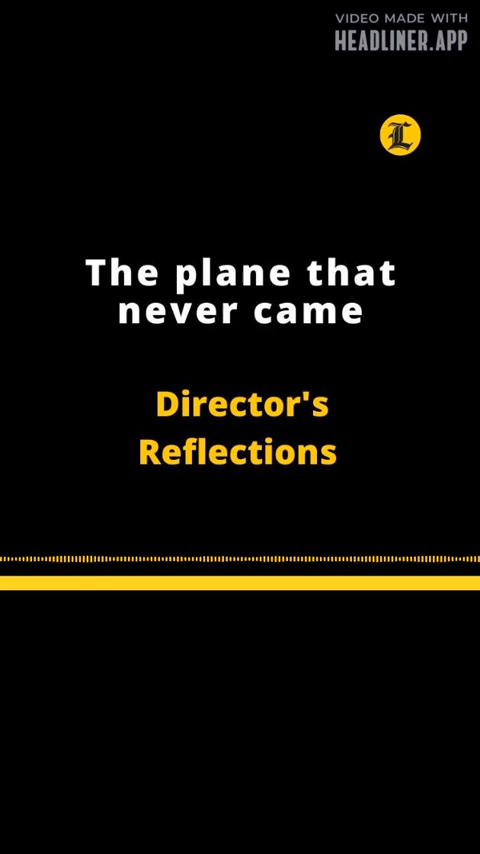 VIDEO MADE WITH
HEADLINER.APP
L
The plane that
never came
Director's
Reflections